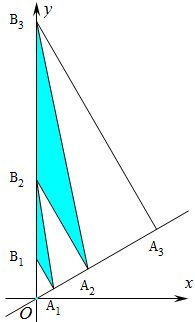 B₃ y
B₂
B₁
A₃
A₂
x
O A₁